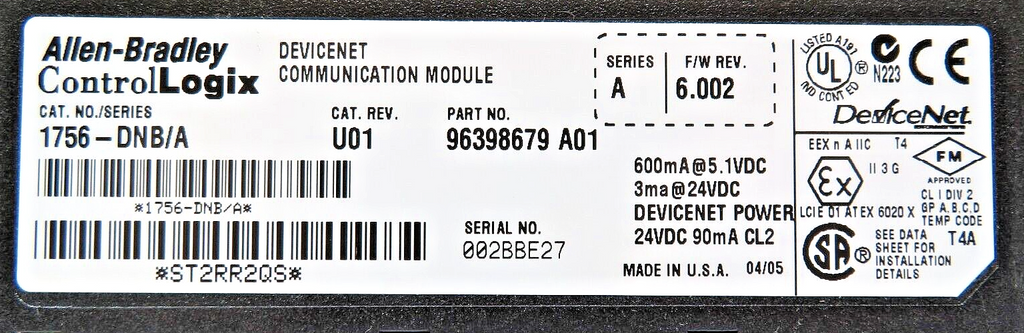 Allen-Bradley
ControlLogix
DEVICENET
COMMUNICATION MODULE
SERIES
A
F/W REV.
6.002
CAT. NO./SERIES
1756-DNB/A
CAT. REV.
U01
PART NO.
96398679 A01
*1756-DNB/A*
*ST2RR2QS*
SERIAL NO.
002BBE27
600mA@5.1VDC
3ma@24VDC
DEVICENET POWER
24VDC 90mA CL2
MADE IN U.S.A. 04/05
LISTED A197
UL ®
IND CONT EQ
N223
CE
DeviceNet
EEX n A IIC T4
Ex
II 3 G
LCIE 01 ATEX 6020 X
FM
APPROVED
CL I DIV 2
GP A,B,C,D
TEMP CODE
T4A
SA ®
SEE DATA
SHEET FOR
INSTALLATION
DETAILS